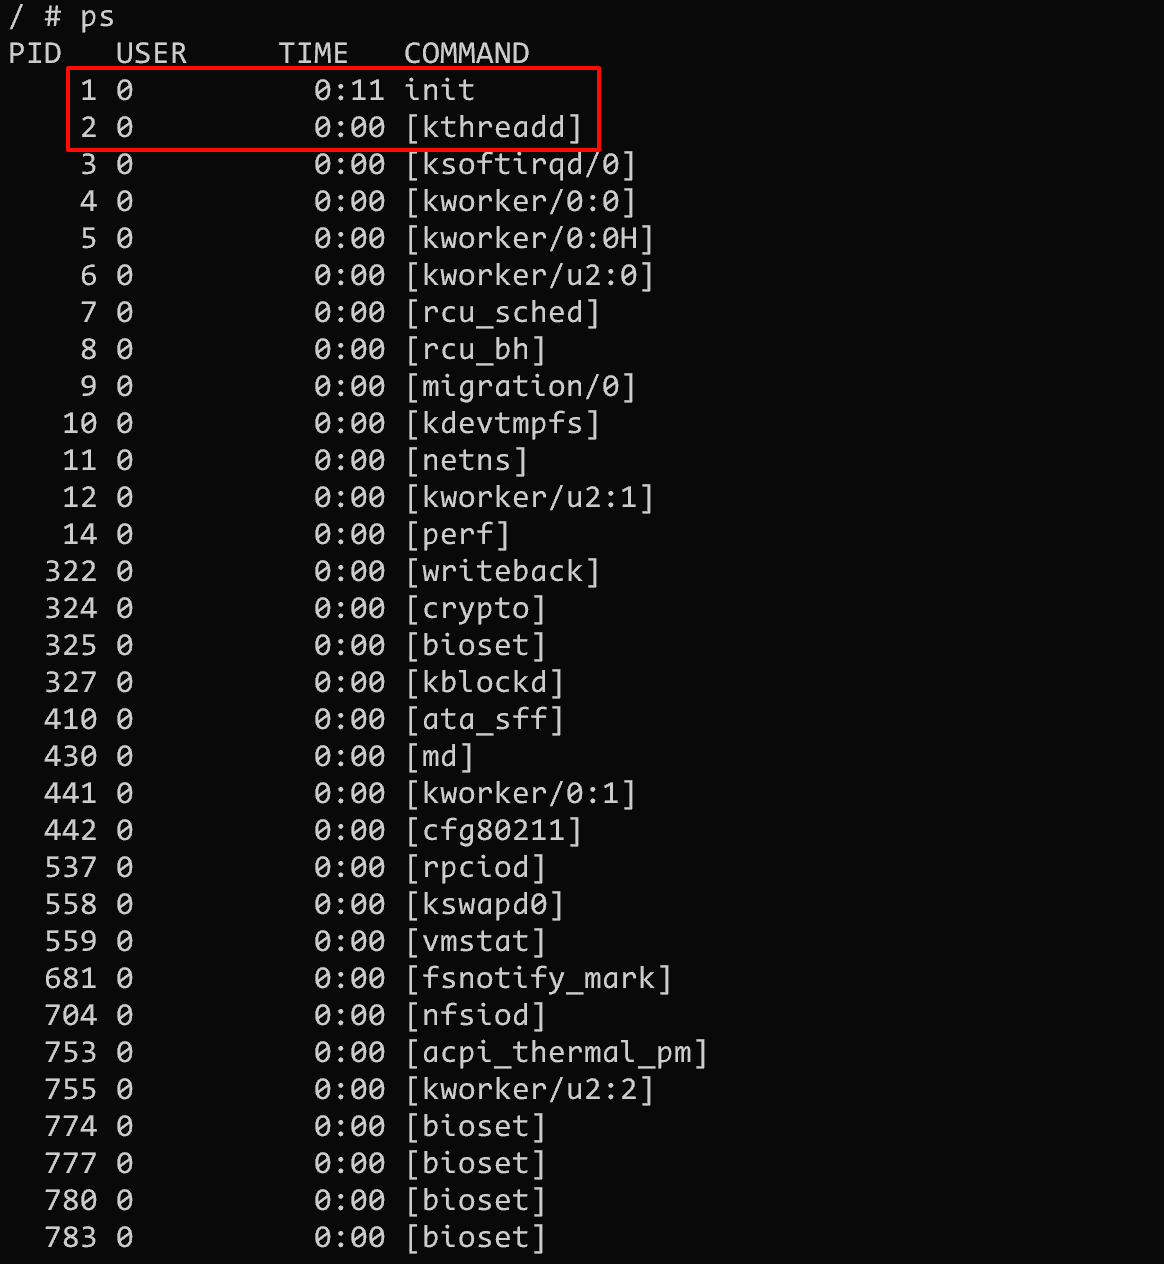 / # ps
PID   USER     TIME   COMMAND
    1 0          0:11 init
    2 0          0:00 [kthreadd]
    3 0          0:00 [ksoftirqd/0]
    4 0          0:00 [kworker/0:0]
    5 0          0:00 [kworker/0:0H]
    6 0          0:00 [kworker/u2:0]
    7 0          0:00 [rcu_sched]
    8 0          0:00 [rcu_bh]
    9 0          0:00 [migration/0]
   10 0          0:00 [kdevtmpfs]
   11 0          0:00 [netns]
   12 0          0:00 [kworker/u2:1]
   14 0          0:00 [perf]
  322 0          0:00 [writeback]
  324 0          0:00 [crypto]
  325 0          0:00 [bioset]
  327 0          0:00 [kblockd]
  410 0          0:00 [ata_sff]
  430 0          0:00 [md]
  441 0          0:00 [kworker/0:1]
  442 0          0:00 [cfg80211]
  537 0          0:00 [rpciod]
  558 0          0:00 [kswapd0]
  559 0          0:00 [vmstat]
  681 0          0:00 [fsnotify_mark]
  704 0          0:00 [nfsiod]
  753 0          0:00 [acpi_thermal_pm]
  755 0          0:00 [kworker/u2:2]
  774 0          0:00 [bioset]
  777 0          0:00 [bioset]
  780 0          0:00 [bioset]
  783 0          0:00 [bioset]